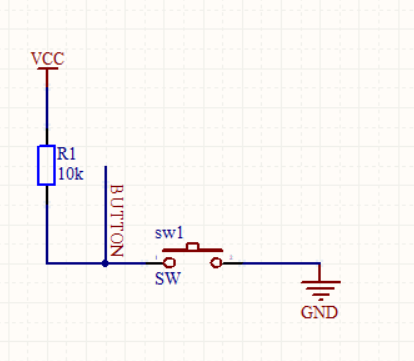 VCC
R1
10k
BUTTON
sw1
SW
GND